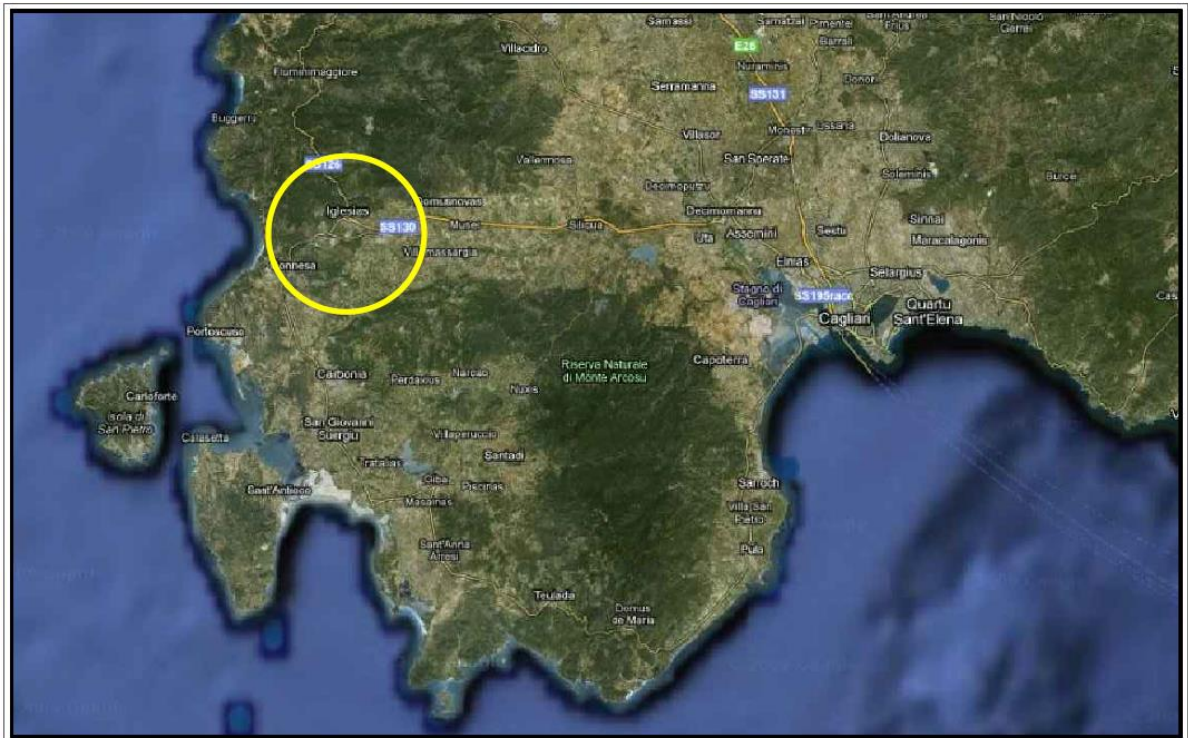 Samassi
Samatzi
Pimentel
Barrali
San Nicolò
Gerrei
Villacidro
E25
Nuraminis
Fluminimaggiore
Donori
Serramanna
SS131
Buggerru
Villasor
Monastir
Ussana
Dolianova
SS126
Vallermosa
San Sperate
Soleminis
Burcei
Decimoputzu
Iglesias
Domusnovas
Decimomannu
SS130
Musei
Siliqua
Sinnai
Uta
Assemini
Sestu
Maracalagonis
Villamassargia
Gonnesa
Elmas
Selargius
Stagno di
Cagliari
SS195racc
Quartu
Sant'Elena
Cagliari
Portoscuso
Capoterra
Riserva Naturale
di Monte Arcosu
Carbonia
Perdaxius
Narcao
Nuxis
Carloforte
Isola di
San Pietro
San Giovanni
Suergiu
Calasetta
Villaperuccio
Santadi
Tratalias
Giba
Piscinas
Sant'Antioco
Masainas
Sarroch
Villa San
Pietro
Sant'Anna
Arresi
Pula
Teulada
Domus
de Maria